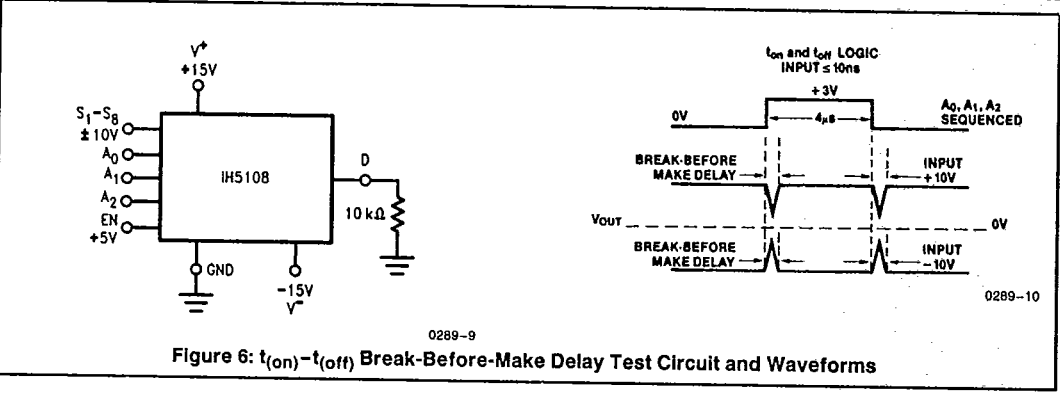 V+
+15V
S1-S8
±10V
A0
A1
A2
EN
+5V
IH5108
D
10 kΩ
GND
-15V
V-
0289-9
ton and toff LOGIC
INPUT ≤ 10ns
+3V
0V
4μs
A0, A1, A2
SEQUENCED
BREAK-BEFORE
MAKE DELAY
INPUT
+10V
VOUT
0V
BREAK-BEFORE
MAKE DELAY
INPUT
-10V
0289-10
Figure 6: t(on)-t(off) Break-Before-Make Delay Test Circuit and Waveforms